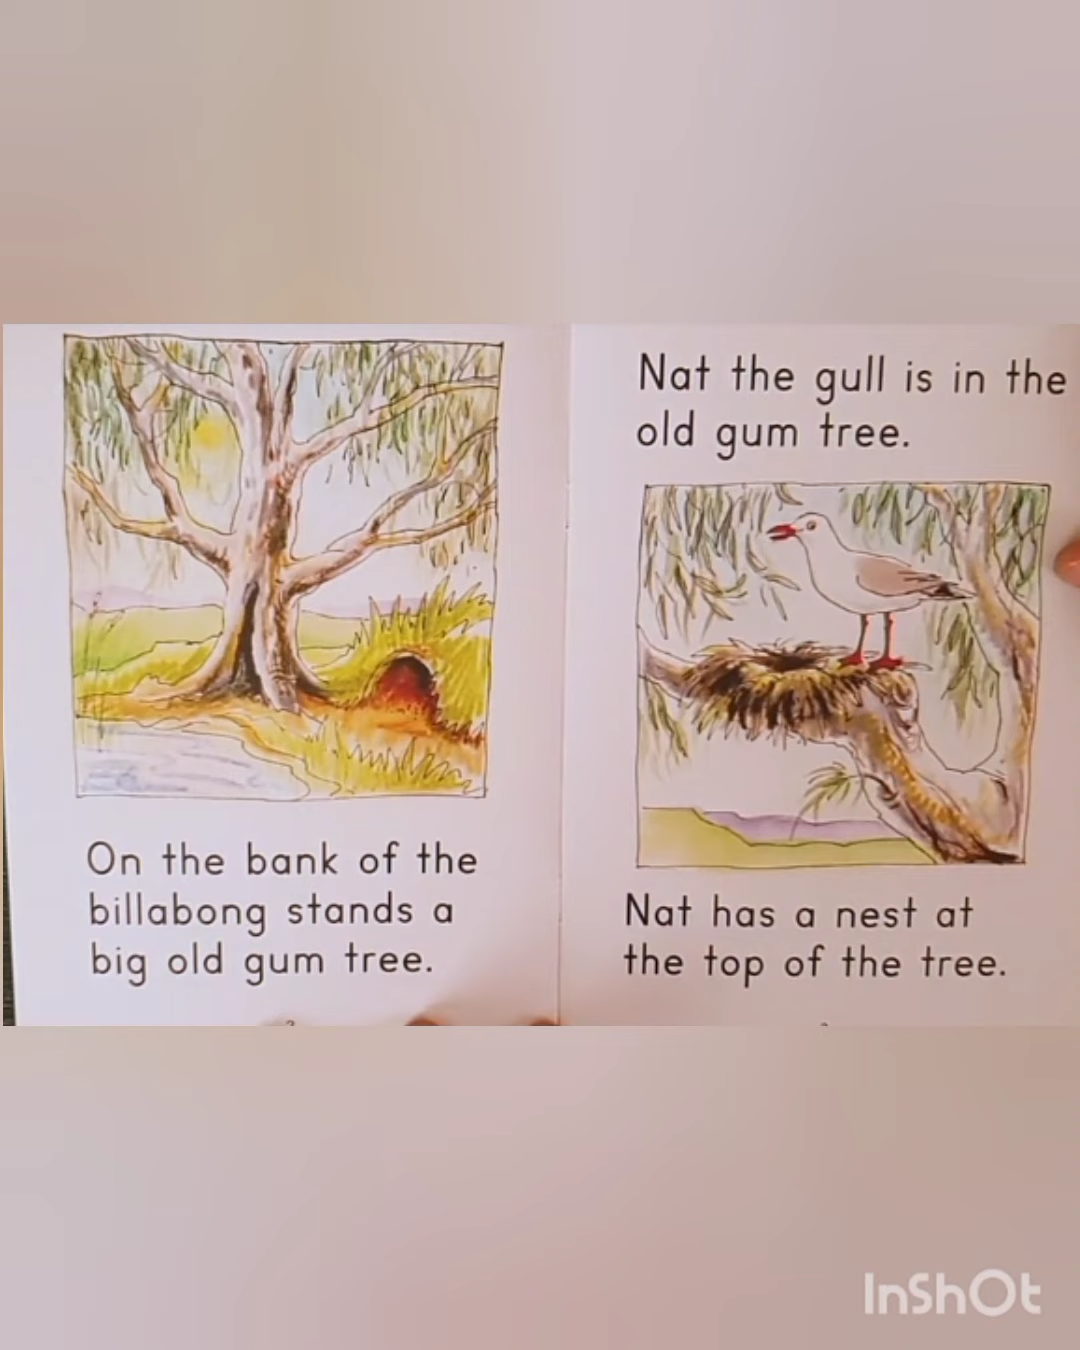 On the bank of the
billabong stands a
big old gum tree.
Nat the gull is in the
old gum tree.
Nat has a nest at
the top of the tree.
InShOt